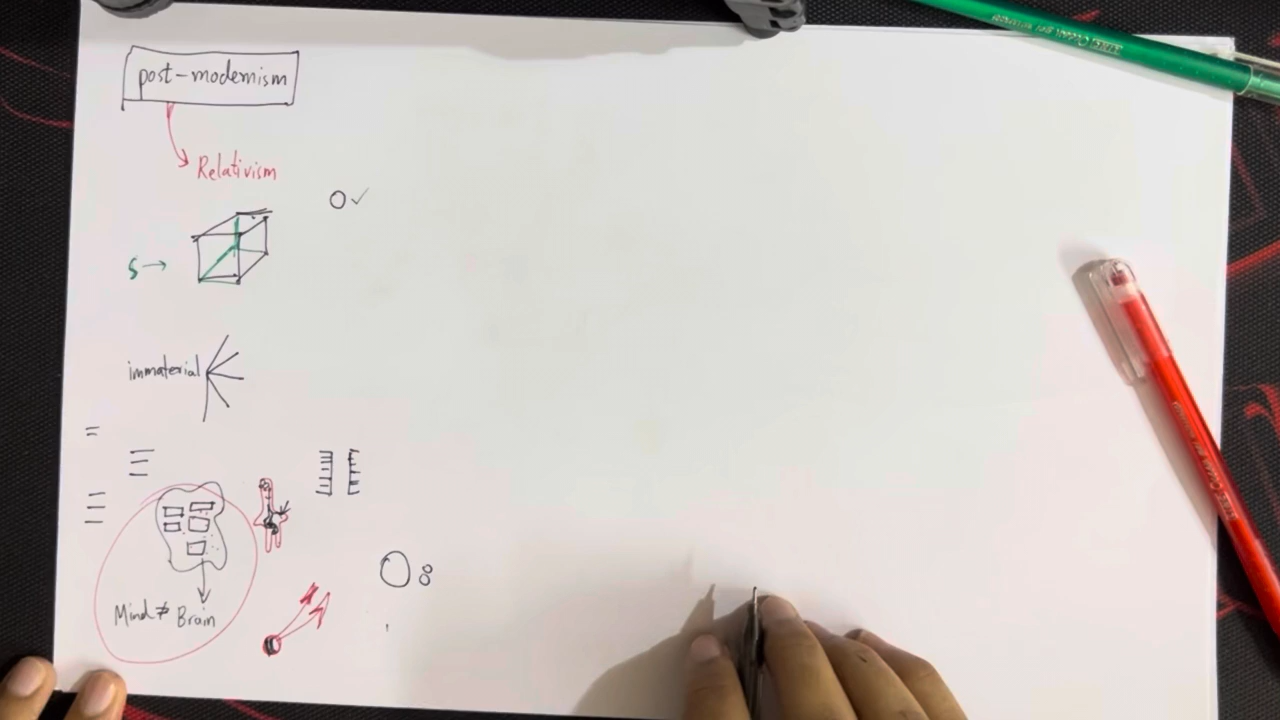 post-modernism
Relativism
S →
immaterial
Mind ≠ Brain